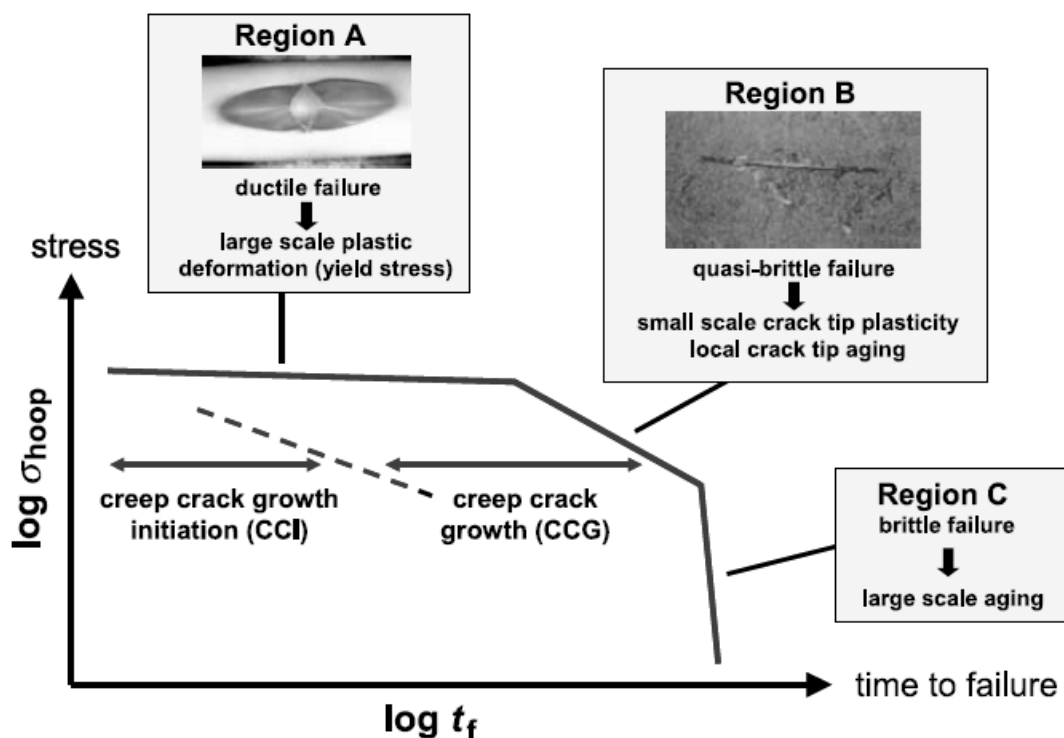 Region A
ductile failure
large scale plastic
deformation (yield stress)
Region B
quasi-brittle failure
small scale crack tip plasticity
local crack tip aging
stress
log σhoop
creep crack growth
initiation (CCI)
creep crack
growth (CCG)
Region C
brittle failure
large scale aging
time to failure
log tf